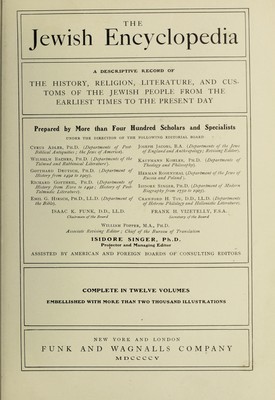 THE
Jewish Encyclopedia
A DESCRIPTIVE RECORD OF
THE HISTORY, RELIGION, LITERATURE, AND CUS-
TOMS OF THE JEWISH PEOPLE FROM THE
EARLIEST TIMES TO THE PRESENT DAY
Prepared by More than Four Hundred Scholars and Specialists
UNDER THE DIRECTION OF THE FOLLOWING EDITORIAL BOARD
CYRUS ADLER, PH.D. (Departments of Post-
Biblical Antiquities; the Jews of America).
WILHELM BACHER, PH.D. (Departments of the
Talmud and Rabbinical Literature).
GOTTHARD DEUTSCH, PH.D. (Department of
History from 1492 to 1905).
RICHARD GOTTHEIL, PH.D. (Departments of
History from Ezra to 1492; History of Post-
Talmudic Literature).
EMIL G. HIRSCH, PH.D., LL.D. (Department of
the Bible).
JOSEPH JACOBS, B.A. (Departments of the Jews
of England and Anthropology; Revising Editor).
KAUFMANN KOHLER, PH.D. (Departments of
Theology and Philosophy).
HERMAN ROSENTHAL (Department of the Jews of
Russia and Poland).
ISIDORE SINGER, PH.D. (Department of Modern
Biography from 1750 to 1905).
CRAWFORD H. TOY, D.D., LL.D. (Departments
of Hebrew Philology and Hellenistic Literature).
ISAAC K. FUNK, D.D., LL.D.
Chairman of the Board
FRANK H. VIZETELLY, F.S.A.
Secretary of the Board
WILLIAM POPPER, M.A., PH.D.
Associate Revising Editor; Chief of the Bureau of Translation
ISIDORE SINGER, PH.D.
Projector and Managing Editor
ASSISTED BY AMERICAN AND FOREIGN BOARDS OF CONSULTING EDITORS
COMPLETE IN TWELVE VOLUMES
EMBELLISHED WITH MORE THAN TWO THOUSAND ILLUSTRATIONS
NEW YORK AND LONDON
FUNK AND WAGNALLS COMPANY
MDCCCCV